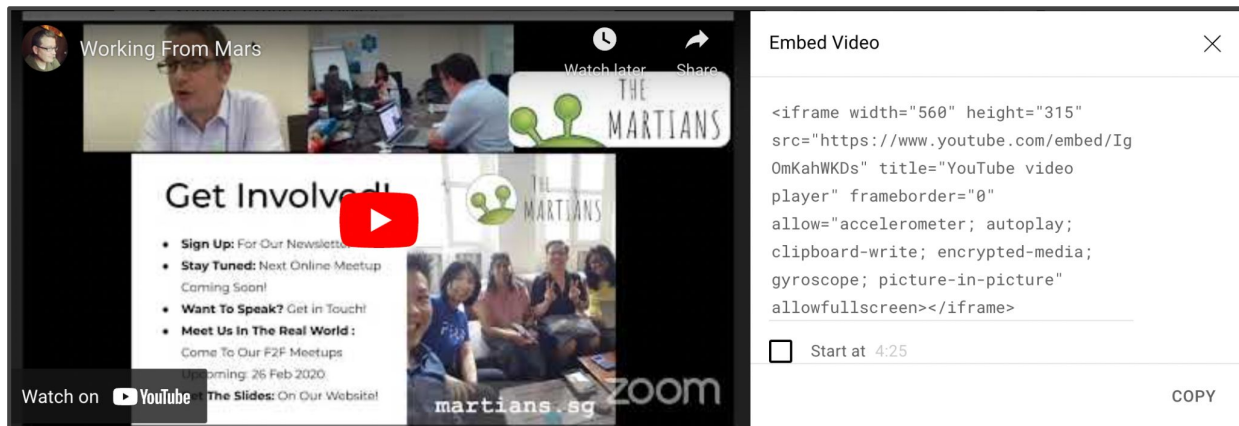 Working From Mars
Watch later
Share
THE
MARTIANS
Get Involved!
THE
MARTIANS
● Sign Up: For Our Newsletter
● Stay Tuned: Next Online Meetup
Coming Soon!
● Want To Speak? Get in Touch!
● Meet Us In The Real World :
Come To Our F2F Meetups
Upcoming: 26 Feb 2020
The Slides: On Our Website!
martians.sg
zoom
Watch on YouTube
Embed Video
<iframe width="560" height="315"
src="https://www.youtube.com/embed/Ig
OmKahWKDs" title="YouTube video
player" frameborder="0"
allow="accelerometer; autoplay;
clipboard-write; encrypted-media;
gyroscope; picture-in-picture"
allowfullscreen></iframe>
Start at 4:25
COPY